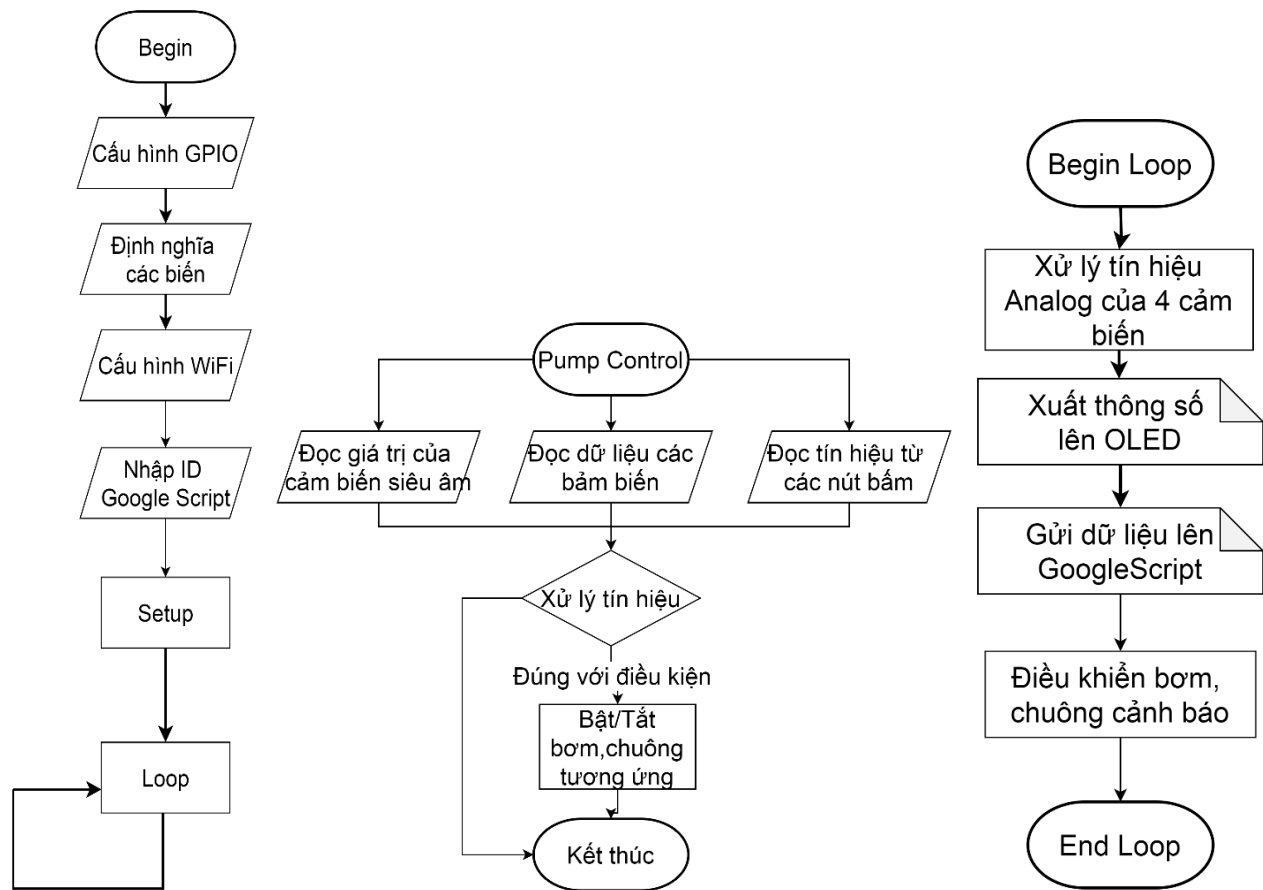 Begin
Cấu hình GPIO
Định nghĩa
các biến
Cấu hình WiFi
Nhập ID
Google Script
Setup
Loop
Pump Control
Đọc giá trị của
cảm biến siêu âm
Đọc dữ liệu các
bảm biến
Đọc tín hiệu từ
các nút bấm
Xử lý tín hiệu
Đúng với điều kiện
Bật/Tắt
bơm,chuông
tương ứng
Kết thúc
Begin Loop
Xử lý tín hiệu
Analog của 4 cảm
biến
Xuất thông số
lên OLED
Gửi dữ liệu lên
GoogleScript
Điều khiển bơm,
chuông cảnh báo
End Loop